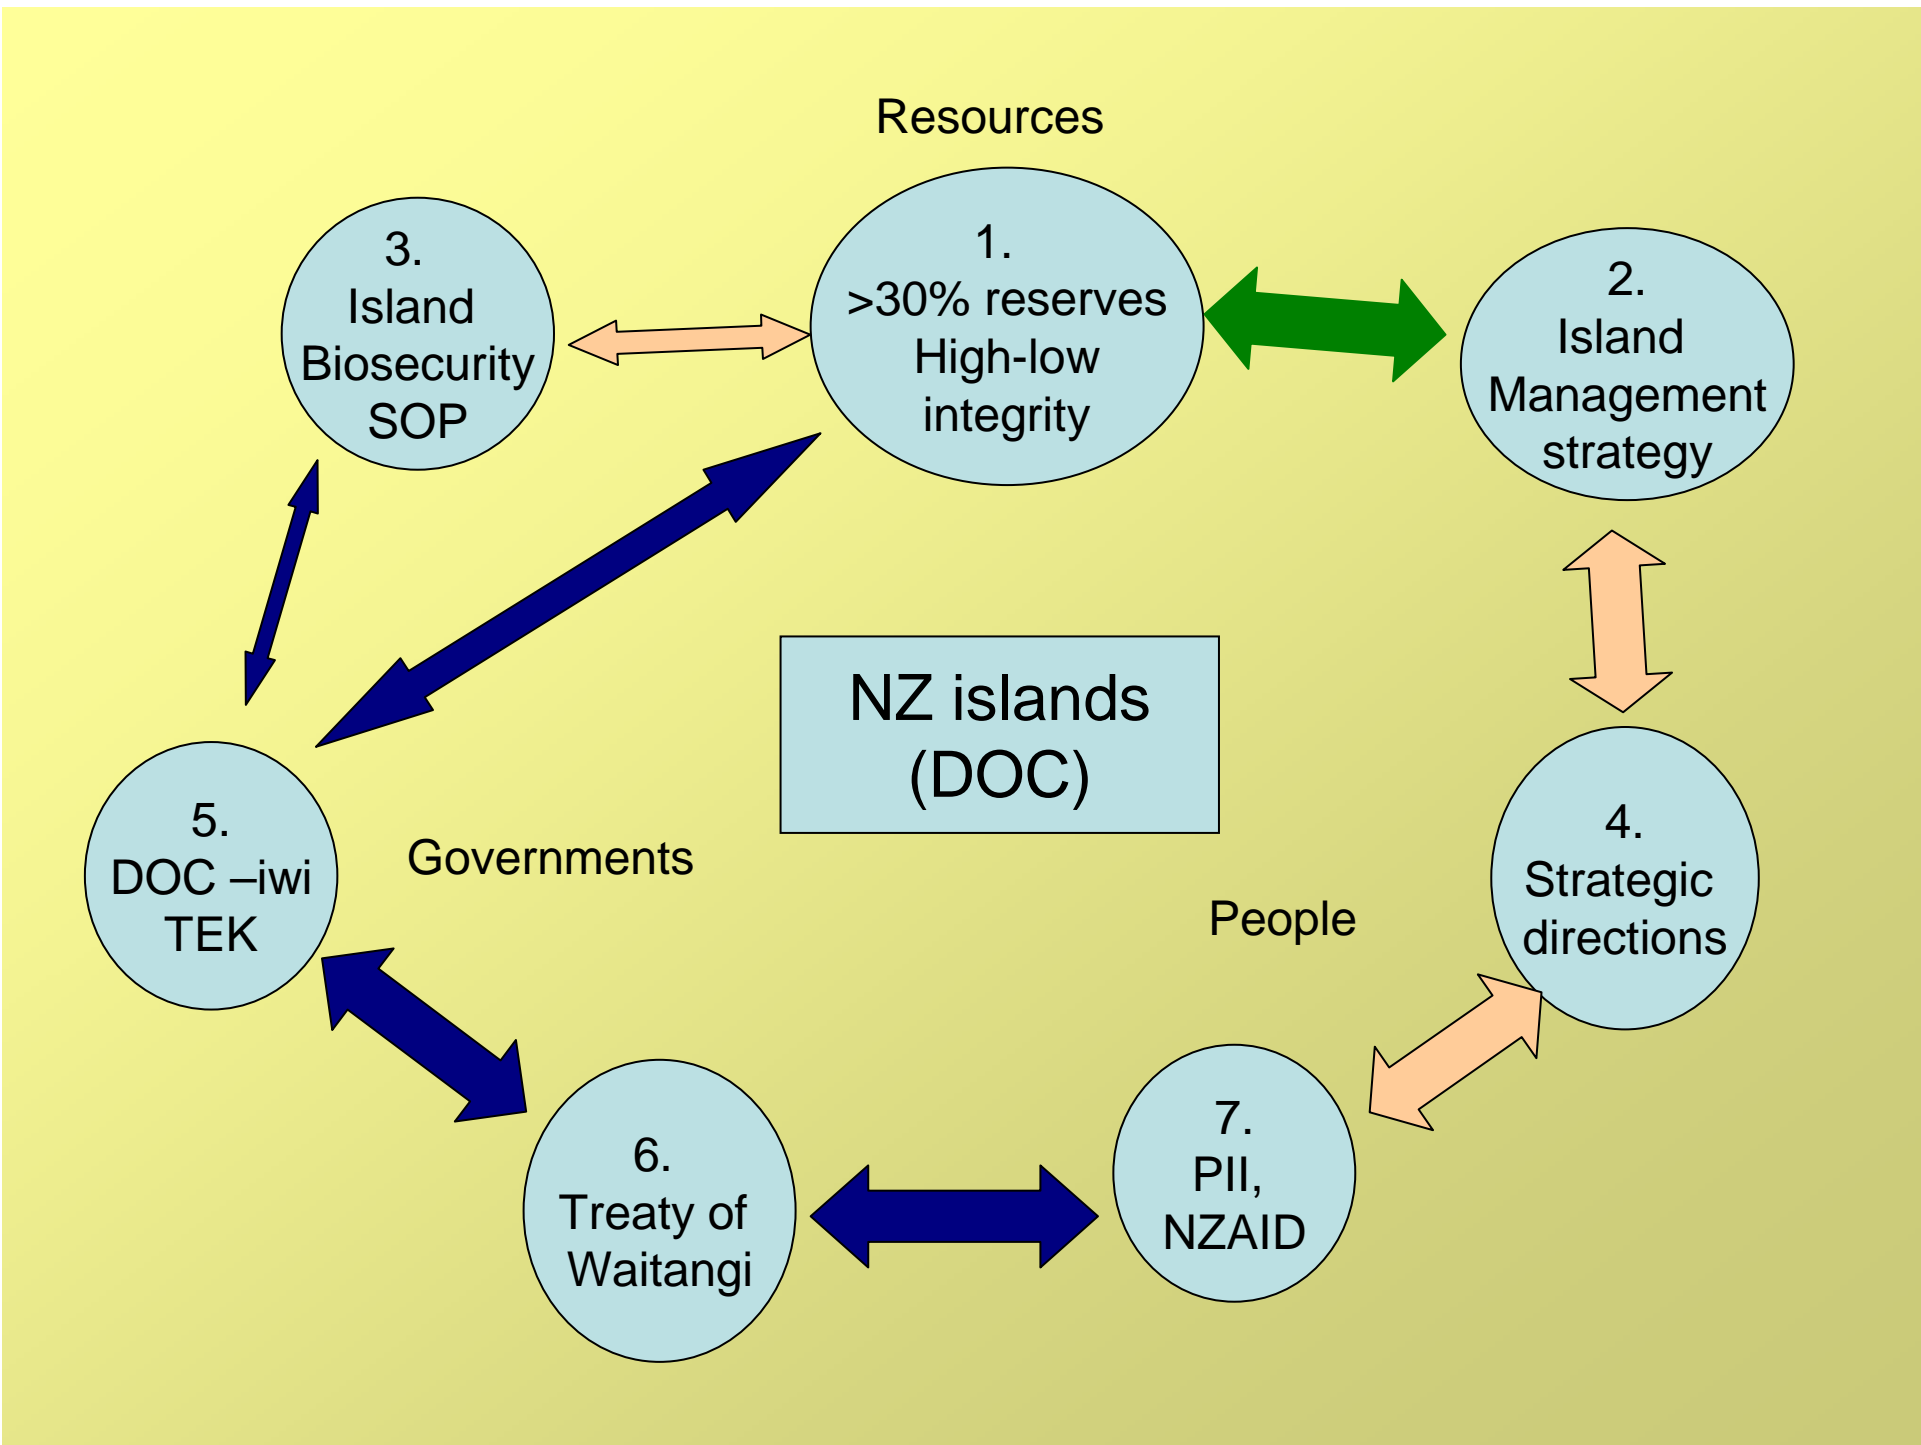 Resources
3.
Island
Biosecurity
SOP
1.
>30% reserves
High-low
integrity
2.
Island
Management
strategy
NZ islands
(DOC)
5.
DOC –iwi
TEK
Governments
People
4.
Strategic
directions
6.
Treaty of
Waitangi
7.
PII,
NZAID